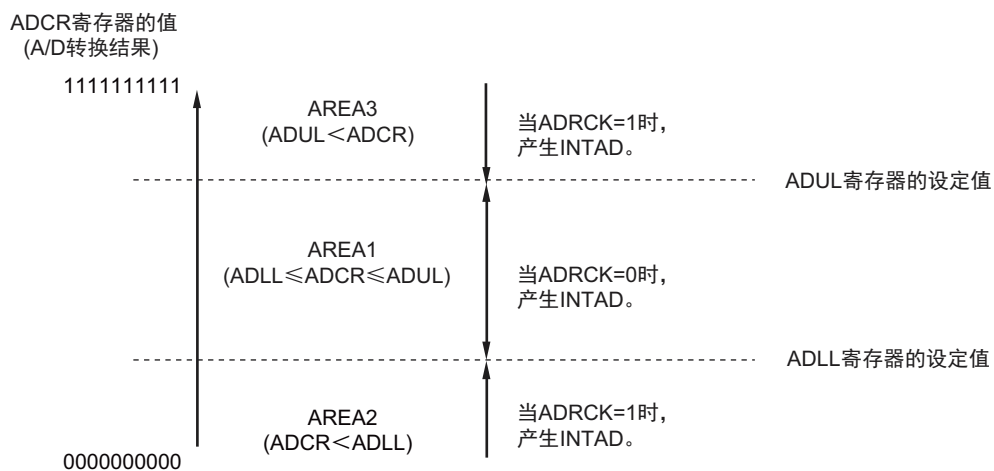 ADCR寄存器的值
(A/D转换结果)
1111111111
AREA3
(ADUL＜ADCR)
当ADRCK=1时，
产生INTAD。
ADUL寄存器的设定值
AREA1
(ADLL≤ADCR≤ADUL)
当ADRCK=0时，
产生INTAD。
ADLL寄存器的设定值
AREA2
(ADCR＜ADLL)
当ADRCK=1时，
产生INTAD。
0000000000